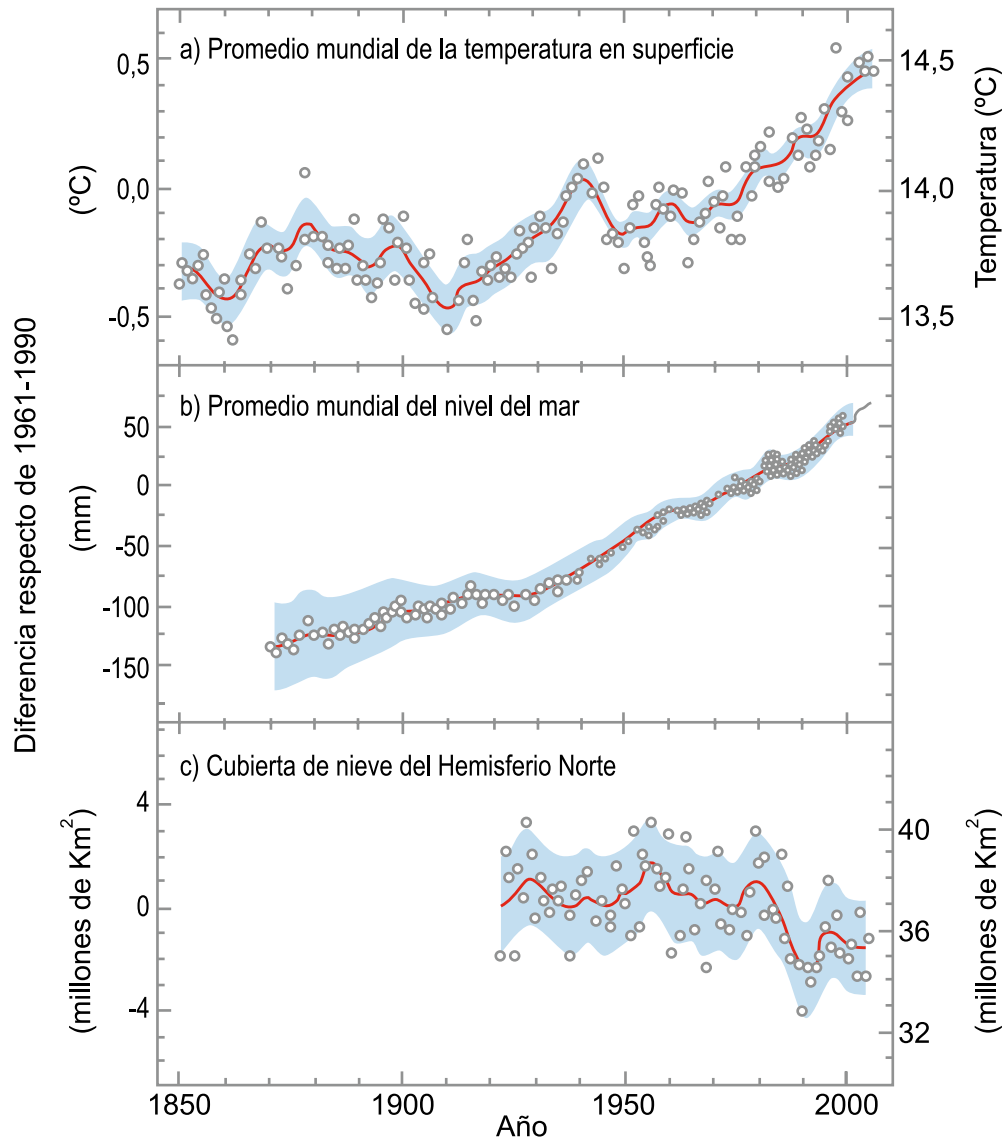 a) Promedio mundial de la temperatura en superficie
0,5
0,0
-0,5
(ºC)
14,5
14,0
13,5
Temperatura (ºC)
Diferencia respecto de 1961-1990
b) Promedio mundial del nivel del mar
50
0
-50
-100
-150
(mm)
c) Cubierta de nieve del Hemisferio Norte
4
0
-4
(millones de Km²)
40
36
32
(millones de Km²)
1850
1900
1950
2000
Año